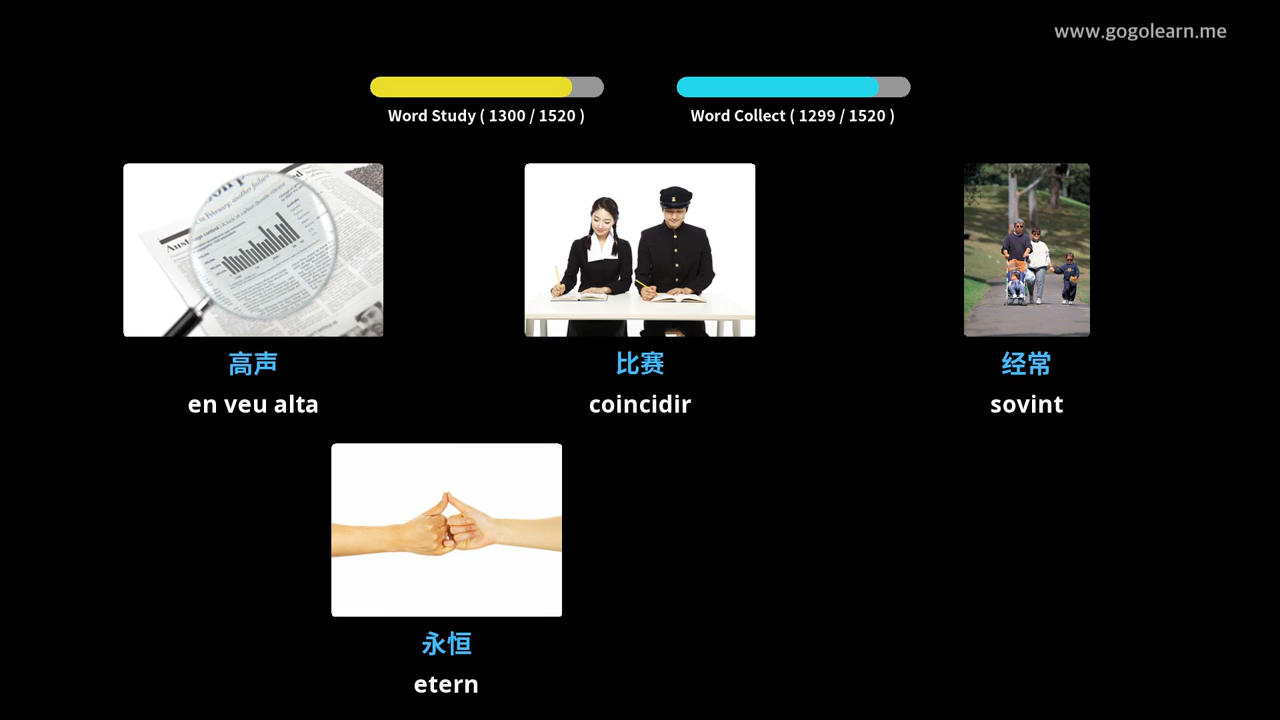 www.gogolearn.me
Word Study ( 1300 / 1520 )
Word Collect ( 1299 / 1520 )
Aust
高声
en veu alta
比赛
coincidir
经常
sovint
永恒
etern